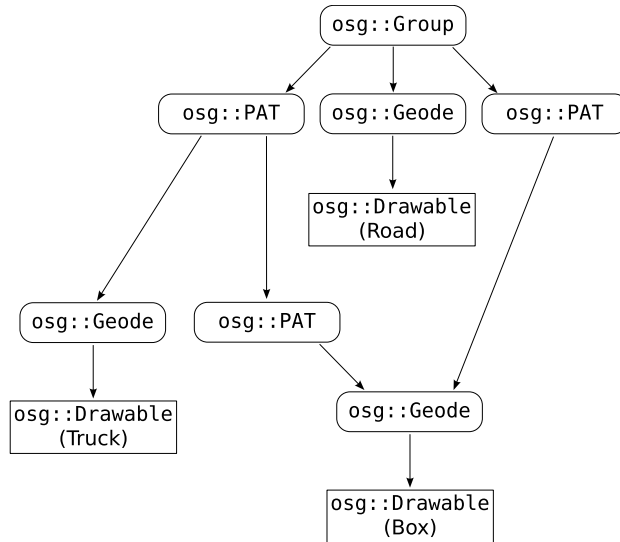 osg::Group
osg::PAT
osg::Geode
osg::PAT
osg::Drawable
(Road)
osg::Geode
osg::PAT
osg::Drawable
(Truck)
osg::Geode
osg::Drawable
(Box)